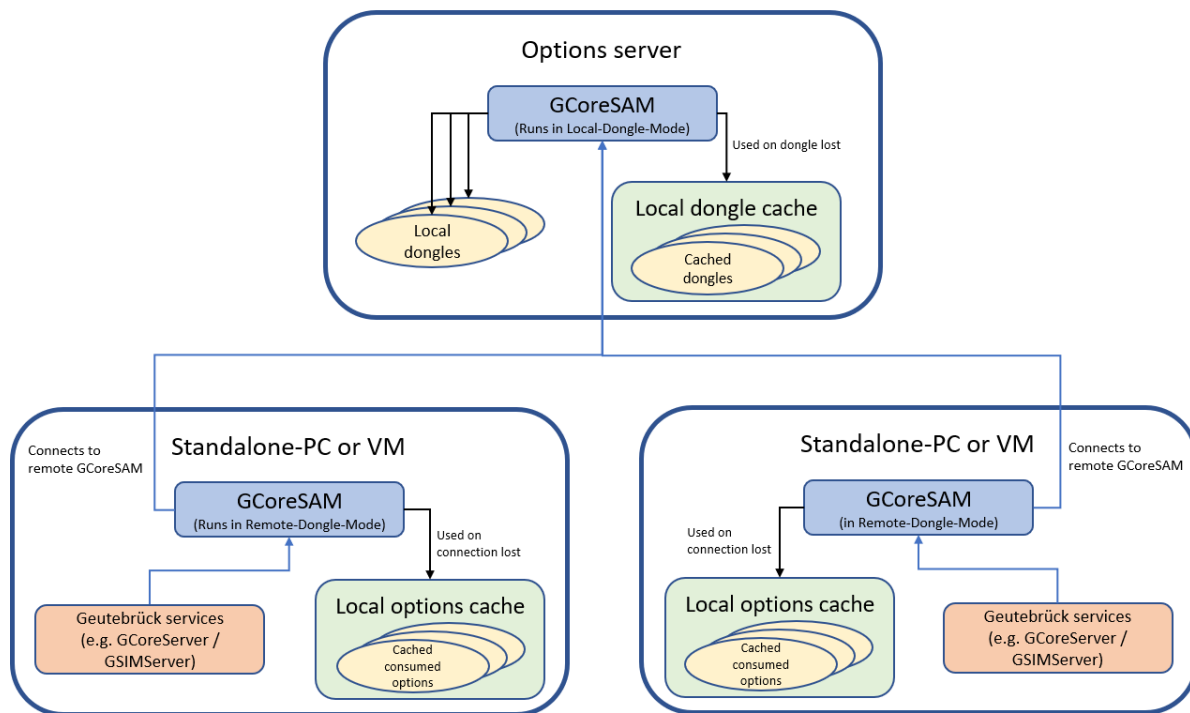 Options server
GCoreSAM
(Runs in Local-Dongle-Mode)
Used on dongle lost
Local
dongles
Local dongle cache
Cached
dongles
Standalone-PC or VM
Connects to
remote GCoreSAM
GCoreSAM
(Runs in Remote-Dongle-Mode)
Used on
connection lost
Geutebrück services
(e.g. GCoreServer /
GSIMServer)
Local options cache
Cached
consumed
options
Standalone-PC or VM
Connects to
remote GCoreSAM
GCoreSAM
(in Remote-Dongle-Mode)
Used on
connection lost
Local options cache
Cached
consumed
options
Geutebrück services
(e.g. GCoreServer /
GSIMServer)